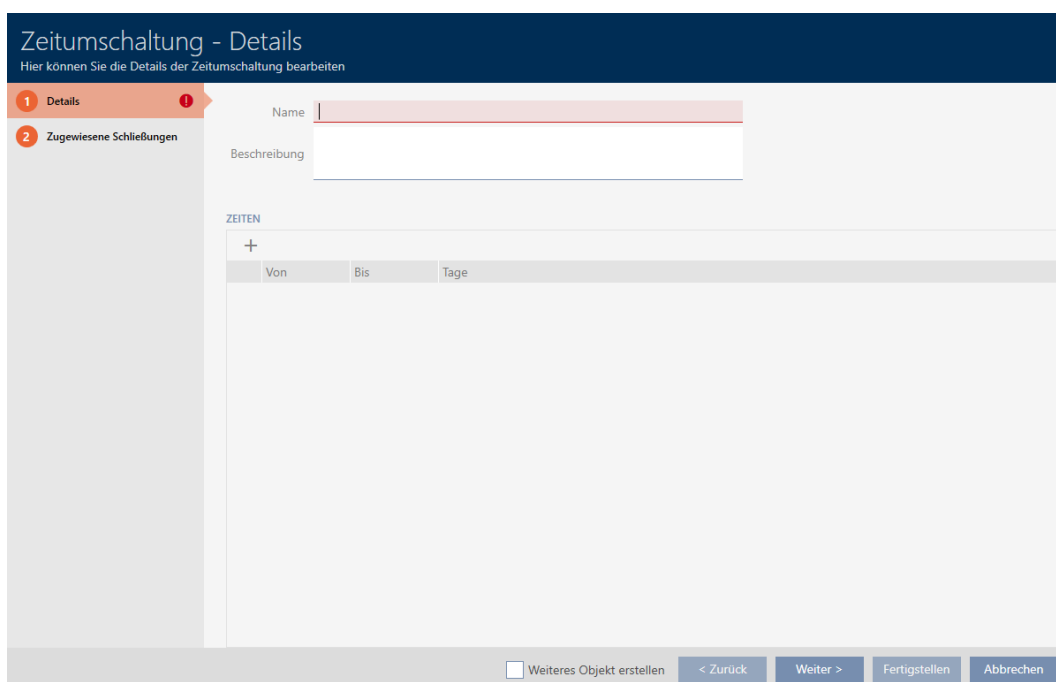 Zeitumschaltung - Details
Hier können Sie die Details der Zeitumschaltung bearbeiten
1 Details !
2 Zugewiesene Schließungen
Name
Beschreibung
ZEITEN
+
Von Bis Tage
Weiteres Objekt erstellen < Zurück Weiter > Fertigstellen Abbrechen